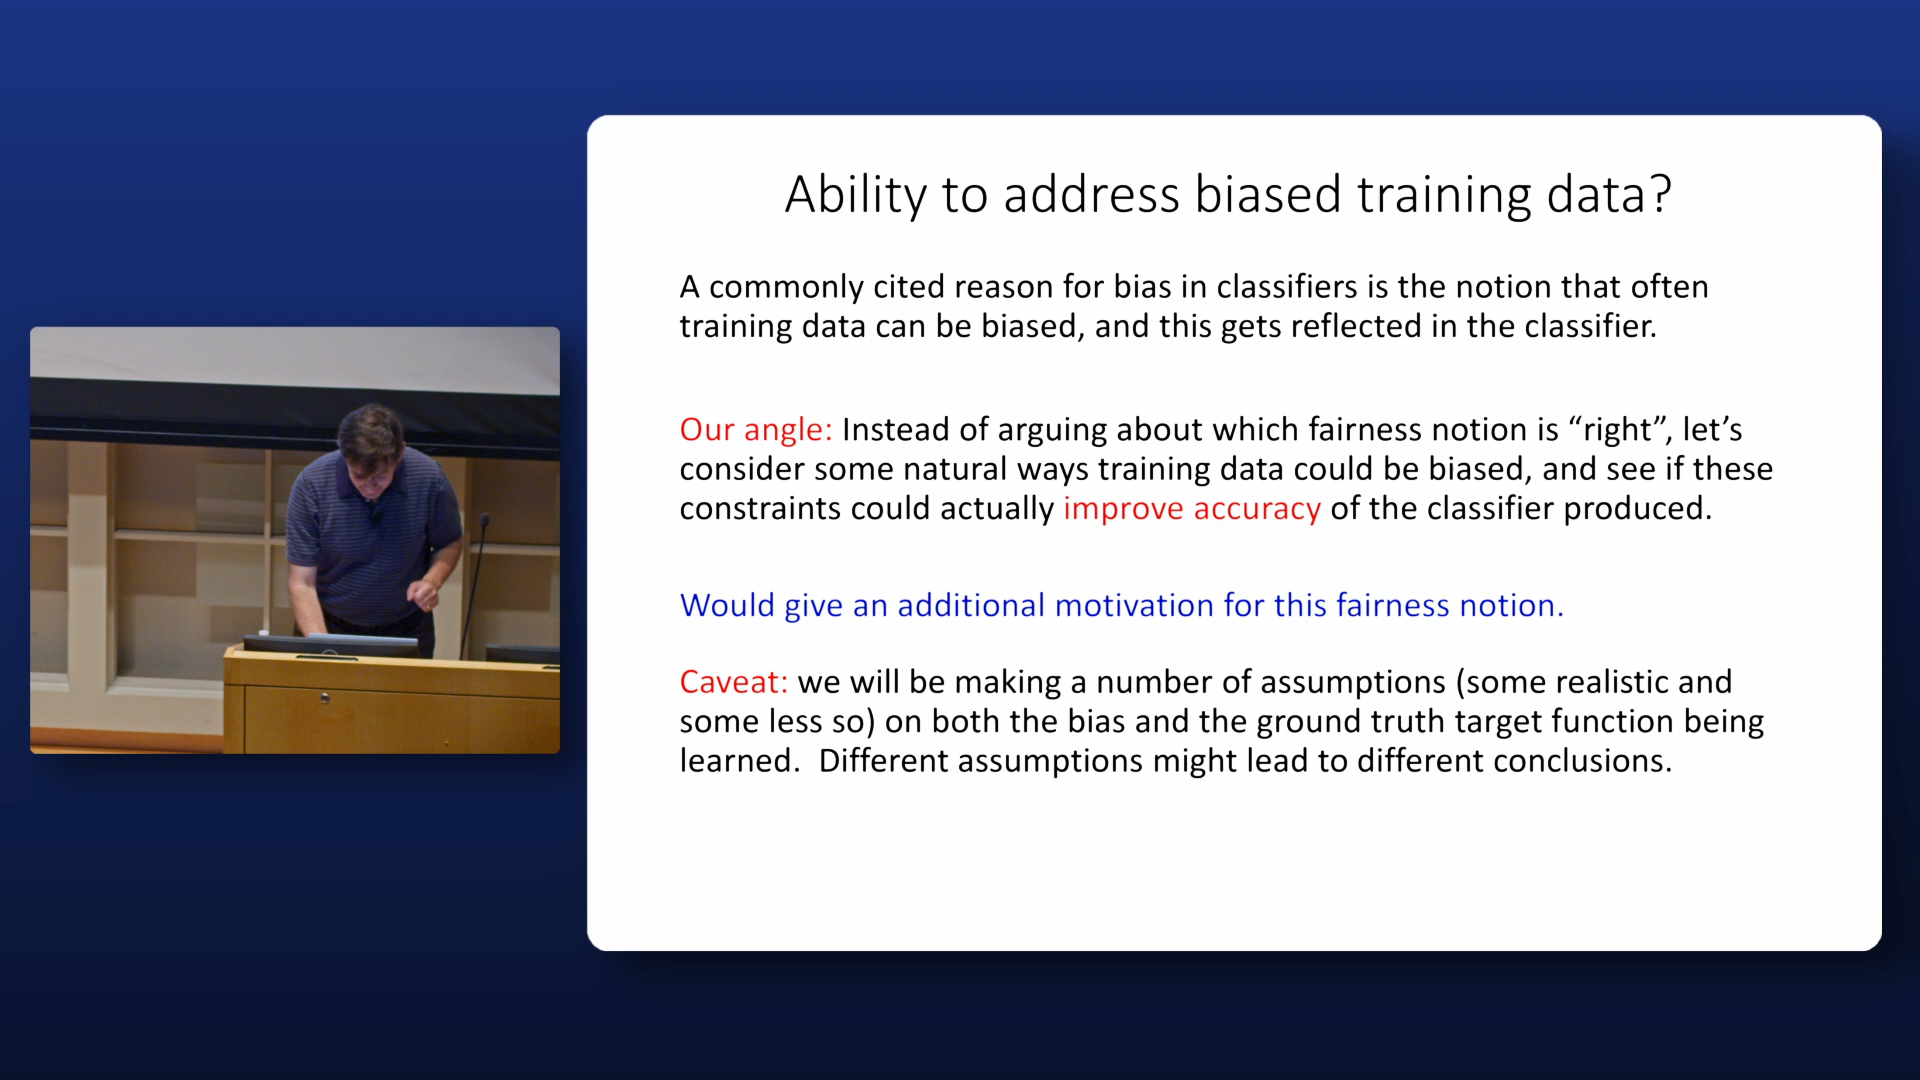 Ability to address biased training data?
A commonly cited reason for bias in classifiers is the notion that often
training data can be biased, and this gets reflected in the classifier.
Our angle: Instead of arguing about which fairness notion is “right”, let’s
consider some natural ways training data could be biased, and see if these
constraints could actually improve accuracy of the classifier produced.
Would give an additional motivation for this fairness notion.
Caveat: we will be making a number of assumptions (some realistic and
some less so) on both the bias and the ground truth target function being
learned.  Different assumptions might lead to different conclusions.